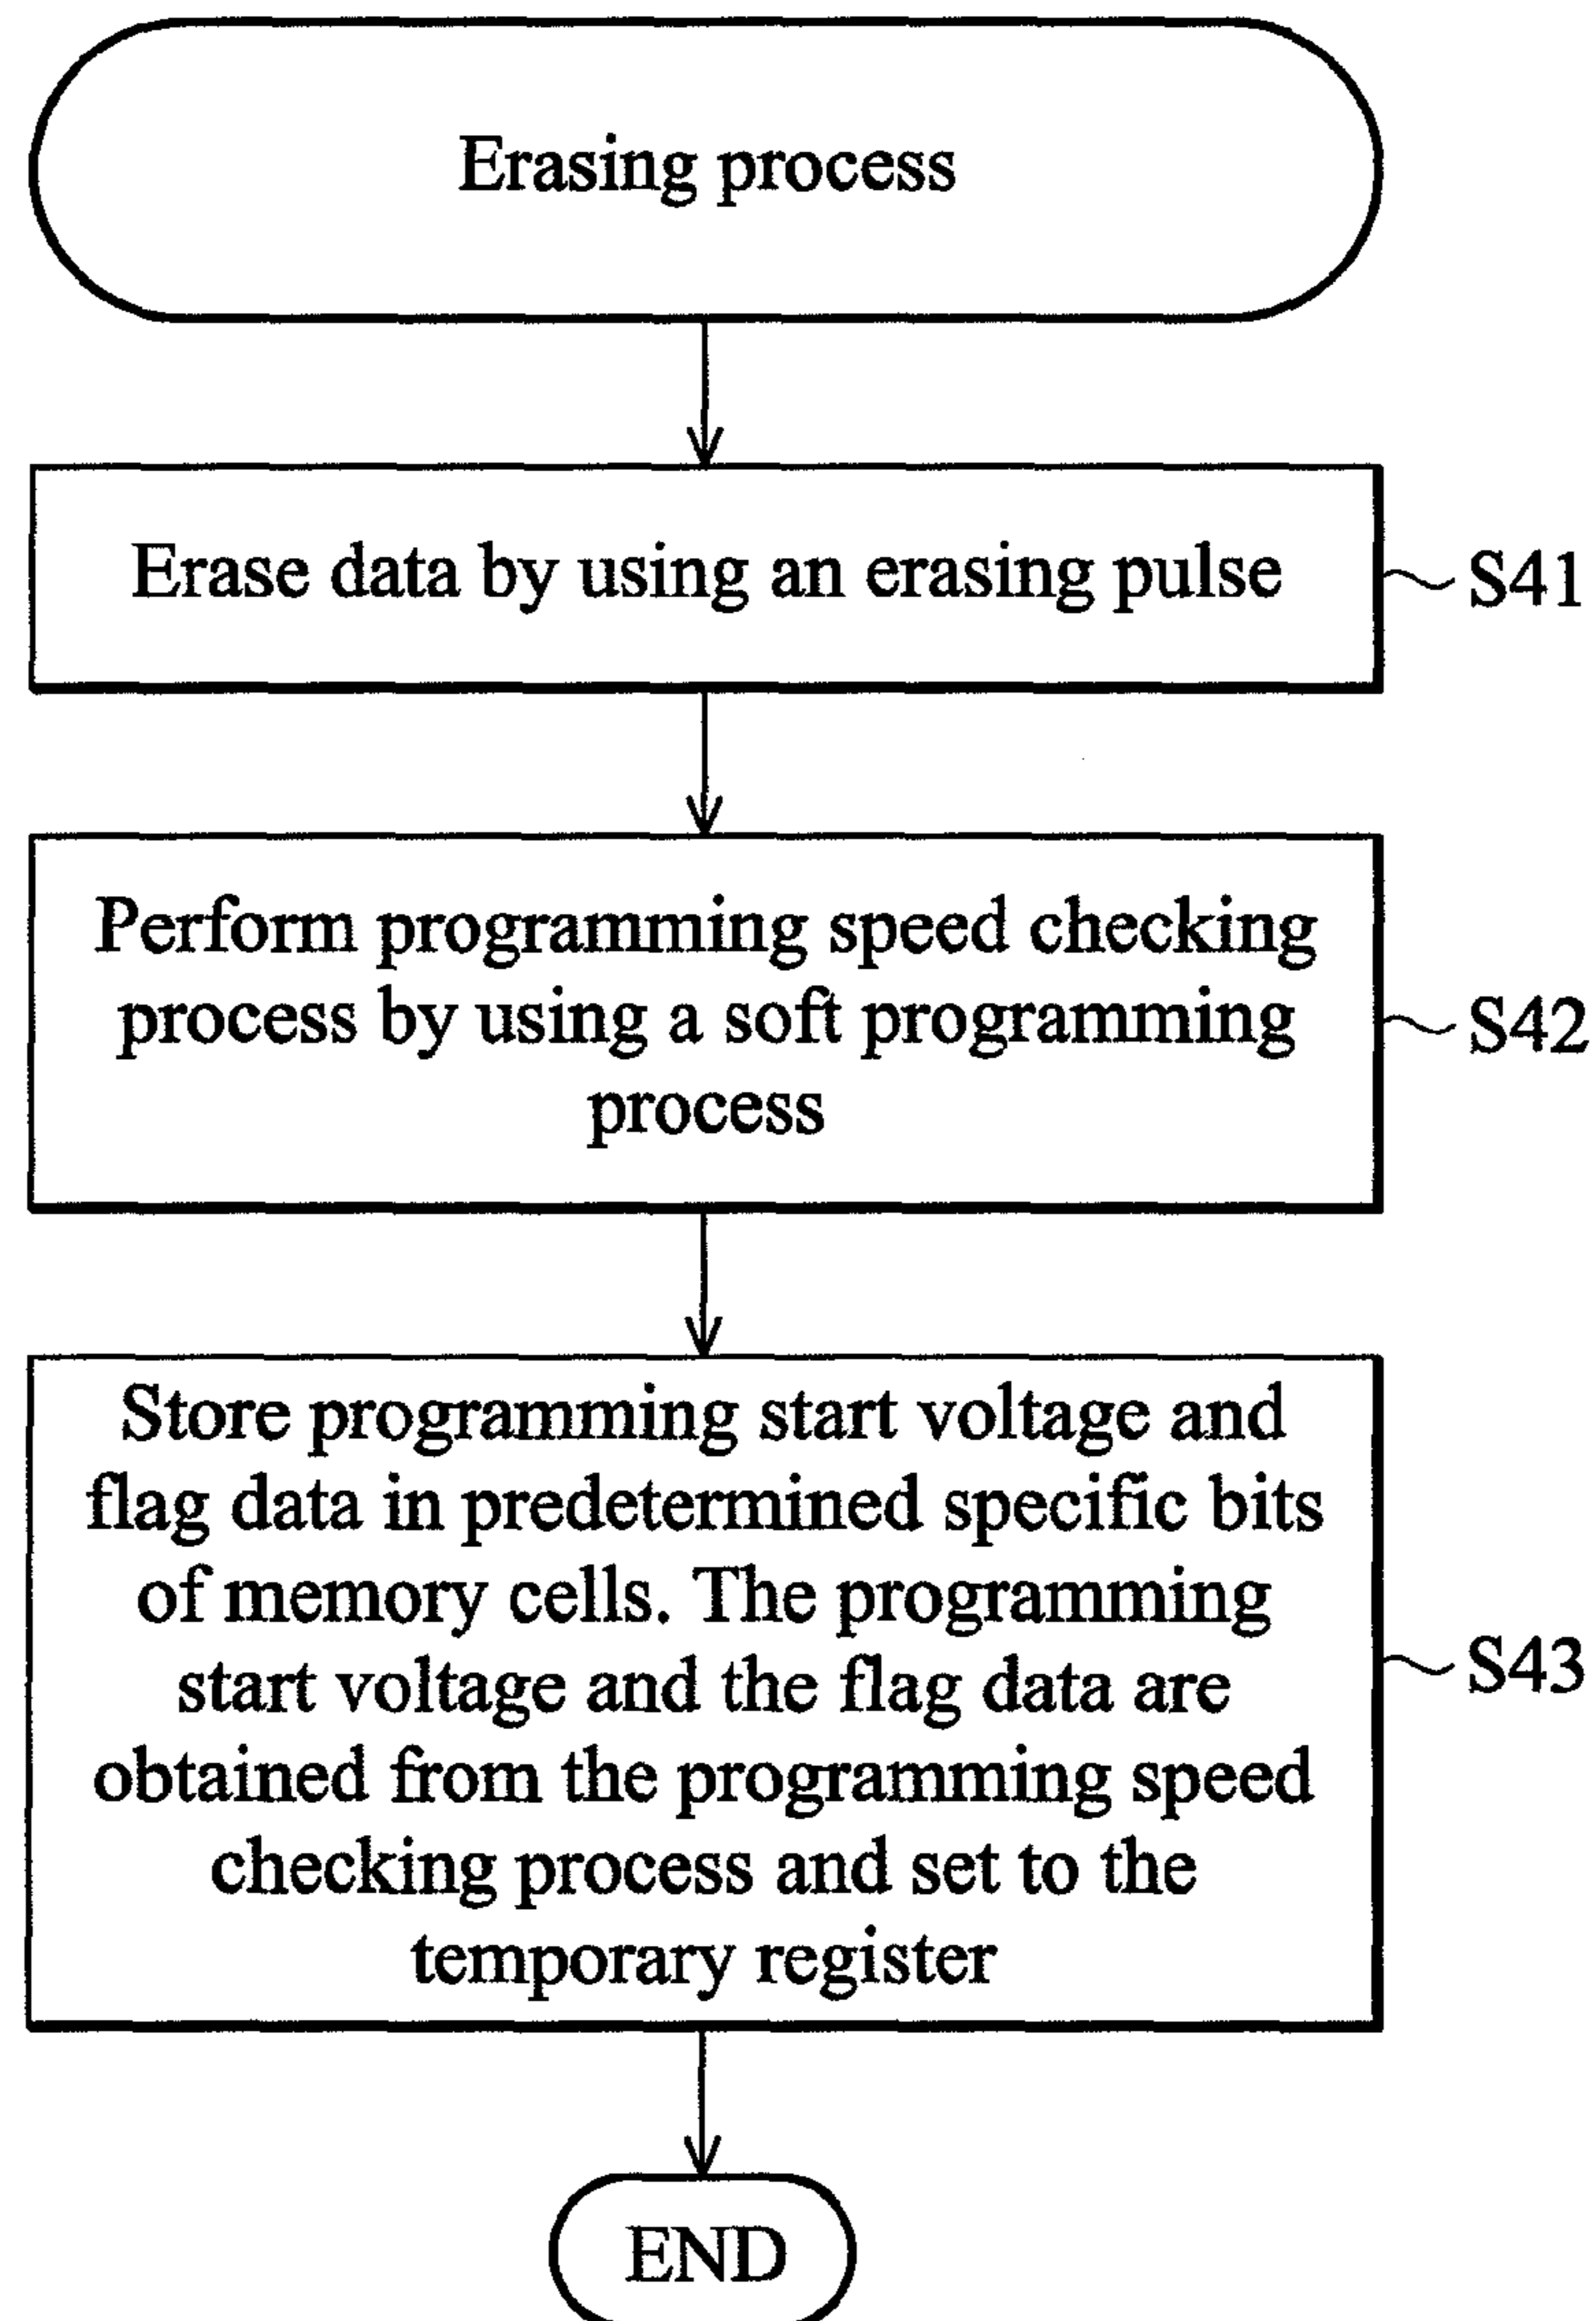 Erasing process
Erase data by using an erasing pulse
S41
Perform programming speed checking
process by using a soft programming
process
S42
Store programming start voltage and
flag data in predetermined specific bits
of memory cells. The programming
start voltage and the flag data are
obtained from the programming speed
checking process and set to the
temporary register
S43
END